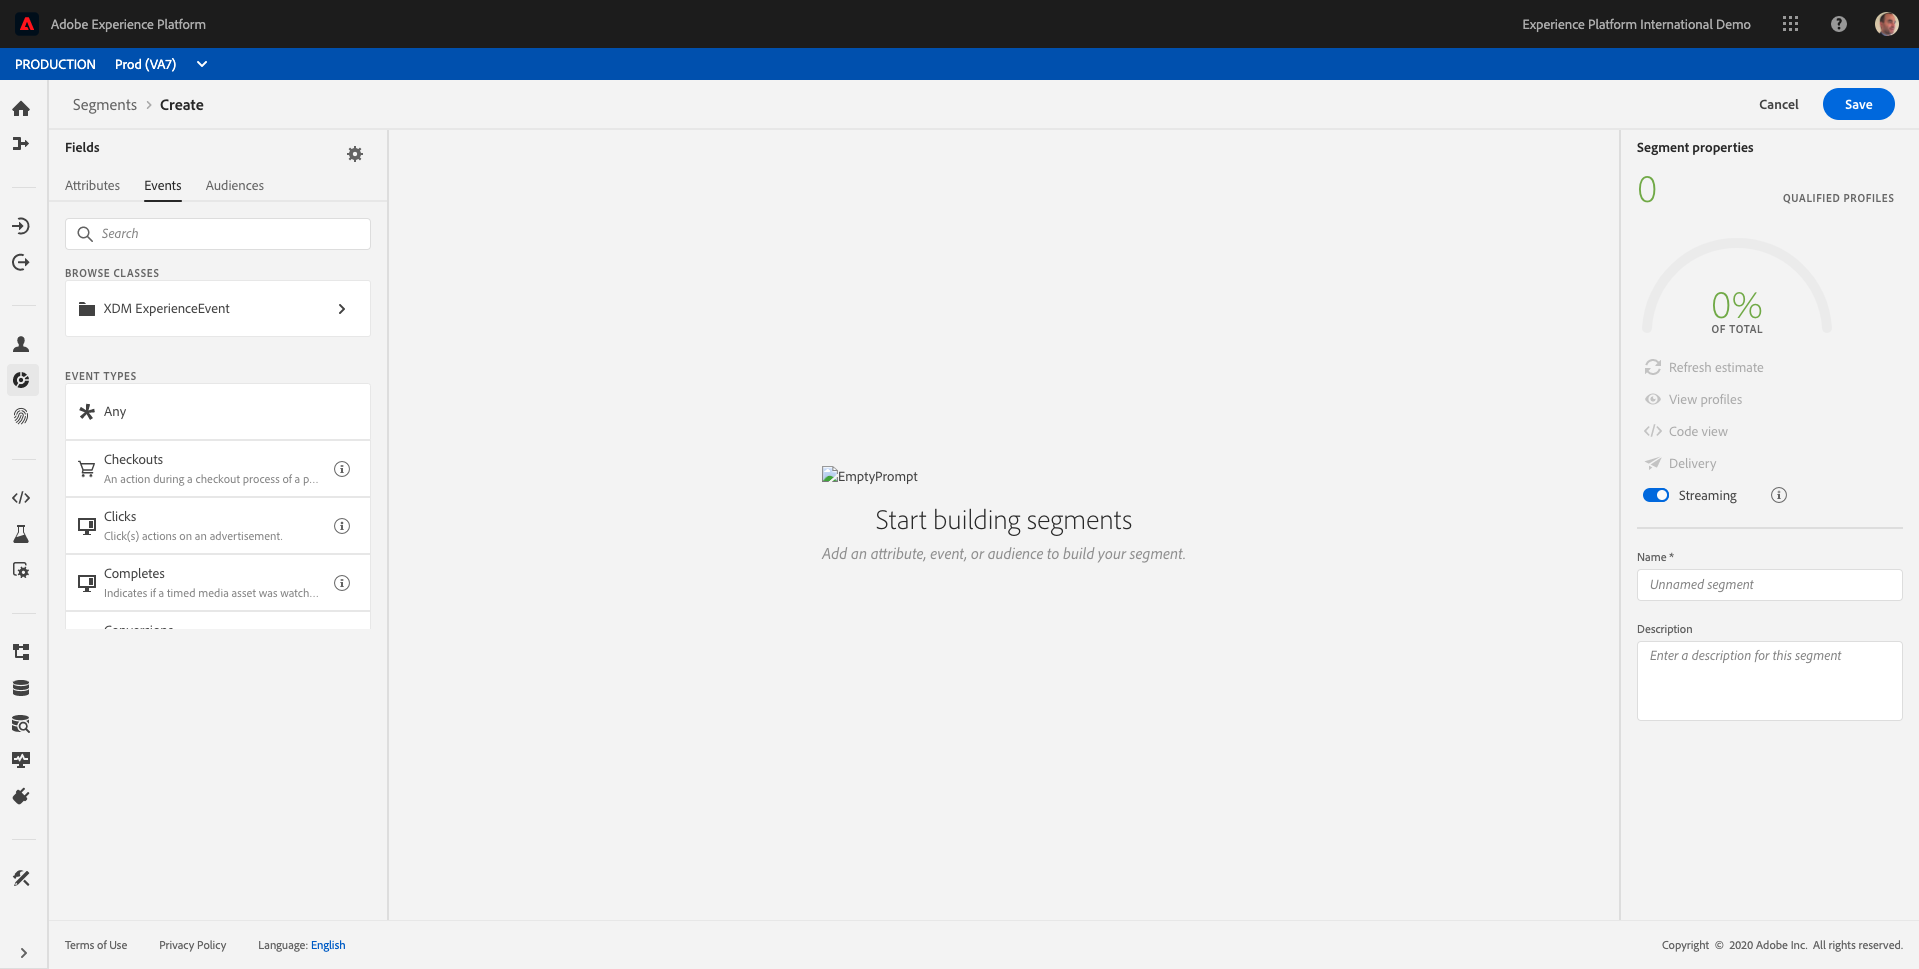 Adobe Experience Platform
Experience Platform International Demo
PRODUCTION Prod (VA7)
Segments > Create
Cancel
Save
Fields
Attributes Events Audiences
Search
BROWSE CLASSES
XDM ExperienceEvent
EVENT TYPES
Any
Checkouts
An action during a checkout process of a p...
Clicks
Click(s) actions on an advertisement.
Completes
Indicates if a timed media asset was watch...
EmptyPrompt
Start building segments
Add an attribute, event, or audience to build your segment.
Segment properties
0 QUALIFIED PROFILES
0%
OF TOTAL
Refresh estimate
View profiles
Code view
Delivery
Streaming
Name *
Unnamed segment
Description
Enter a description for this segment
Terms of Use Privacy Policy Language: English
Copyright © 2020 Adobe Inc. All rights reserved.